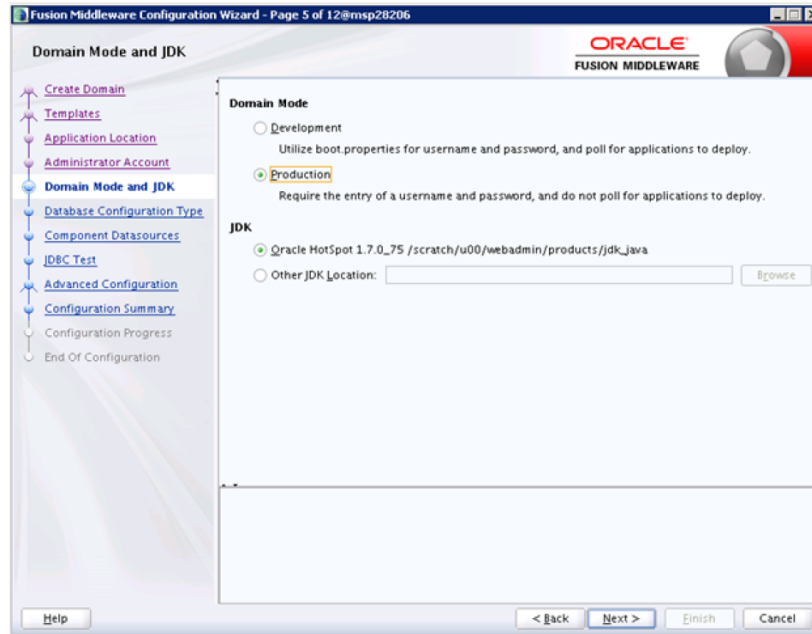 Fusion Middleware Configuration Wizard - Page 5 of 12@msp28206
Domain Mode and JDK
ORACLE
FUSION MIDDLEWARE
Create Domain
Templates
Application Location
Administrator Account
Domain Mode and JDK
Database Configuration Type
Component Datasources
JDBC Test
Advanced Configuration
Configuration Summary
Configuration Progress
End Of Configuration
Domain Mode
Development
Utilize boot.properties for username and password, and poll for applications to deploy.
Production
Require the entry of a username and password, and do not poll for applications to deploy.
JDK
Oracle HotSpot 1.7.0_75 /scratch/u00/webadmin/products/jdk_java
Other JDK Location:
Browse
Help
< Back
Next >
Finish
Cancel